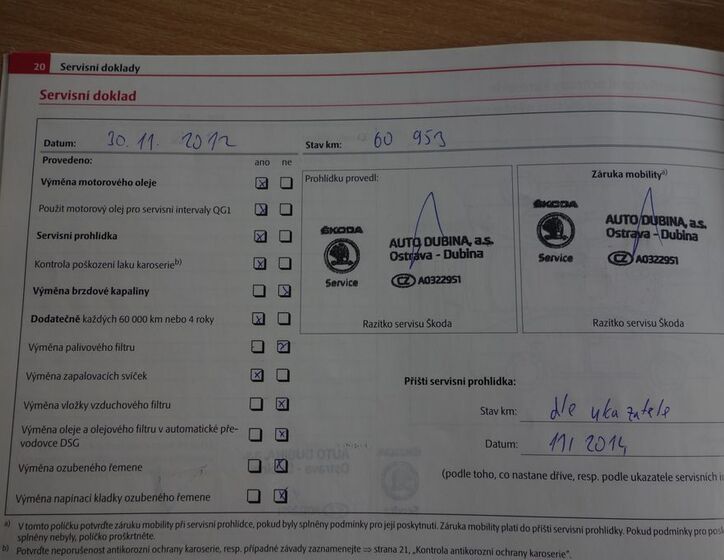 20 Servisní doklady
Servisní doklad
Datum: 30. 11. 2012 Stav km: 60 953
Provedeno: ano ne
Výměna motorového oleje
Použit motorový olej pro servisní intervaly QG1
Servisní prohlídka
Kontrola poškození laku karoserie b)
Výměna brzdové kapaliny
Dodatečně každých 60 000 km nebo 4 roky
Výměna palivového filtru
Výměna zapalovacích svíček
Výměna vložky vzduchového filtru
Výměna oleje a olejového filtru v automatické pře-
vodovce DSG
Výměna ozubeného řemene
Výměna napínací kladky ozubeného řemene
Prohlídku provedl:
ŠKODA
Service
AUTO DUBINA, a.s.
Ostrava - Dubina
CZ A0322951
Razítko servisu Škoda
Záruka mobility a)
ŠKODA
Service
AUTO DUBINA, a.s.
Ostrava - Dubina
CZ A0322951
Razítko servisu Škoda
Příští servisní prohlídka:
Stav km: dle ukazatele
Datum: 11/ 2014
(podle toho, co nastane dříve, resp. podle ukazatele servisních
a) V tomto políčku potvrďte záruku mobility při servisní prohlídce, pokud byly splněny podmínky pro její poskytnutí. Záruka mobility platí do příští servisní prohlídky. Pokud podmínky pro
splněny nebyly, políčko proškrtněte.
b) Potvrďte neporušenost antikorozní ochrany karoserie, resp. případné závady zaznamenejte ⇒ strana 21, „Kontrola antikorozní ochrany karoserie".